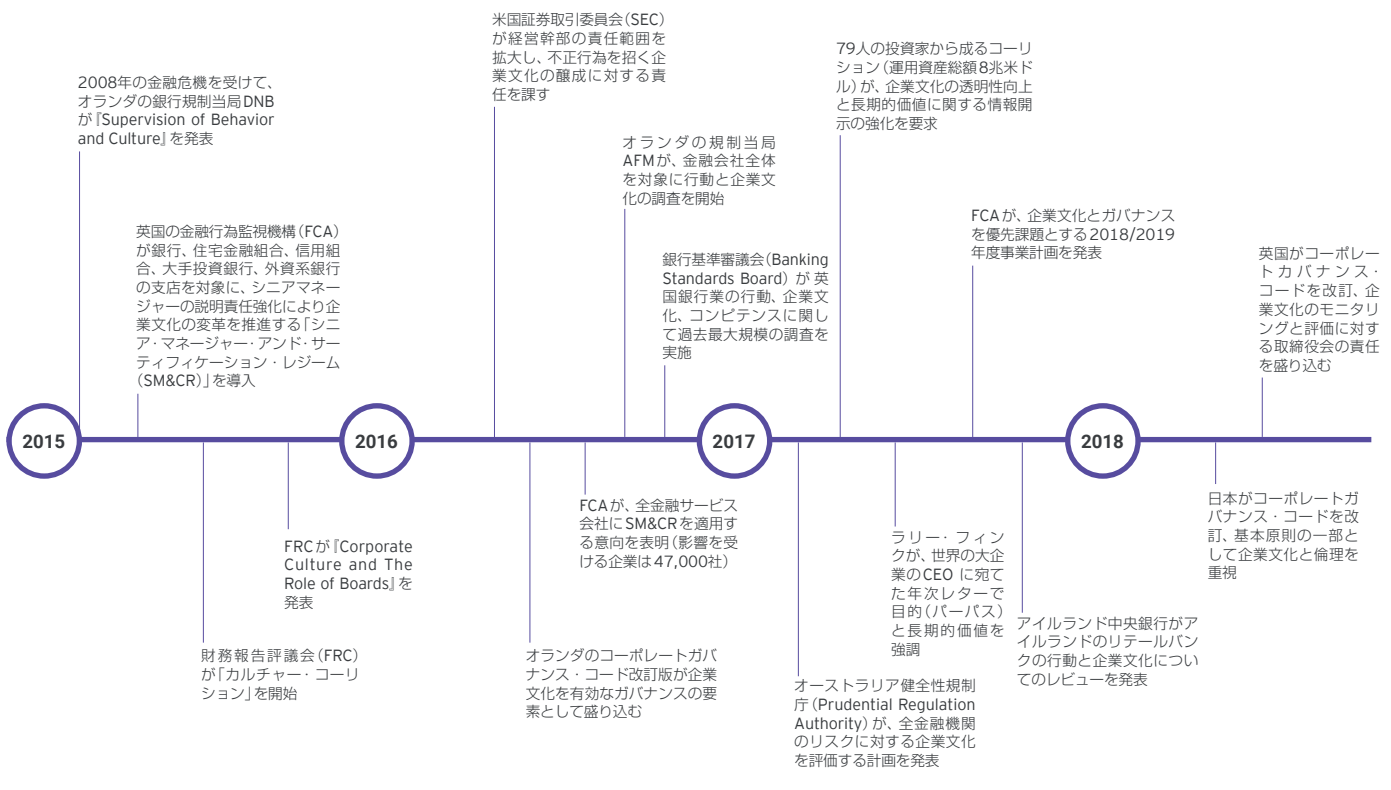 2008年の金融危機を受けて、
オランダの銀行規制当局DNB
が『Supervision of Behavior
and Culture』を発表
英国の金融行為監視機構(FCA)
が銀行、住宅金融組合、信用組
合、大手投資銀行、外資系銀行
の支店を対象に、シニアマネー
ジャーの説明責任強化により企
業文化の変革を推進する「シニ
ア・マネージャー・アンド・サー
ティフィケーション・レジーム
(SM&CR)」を導入
米国証券取引委員会(SEC)
が経営幹部の責任範囲を
拡大し、不正行為を招く企
業文化の醸成に対する責
任を課す
オランダの規制当局
AFMが、金融会社全体
を対象に行動と企業文
化の調査を開始
銀行基準審議会(Banking
Standards Board)が英
国銀行業の行動、企業文
化、コンピテンスに関し
て過去最大規模の調査を
実施
79人の投資家から成るコーリ
ション(運用資産総額8兆米ド
ル)が、企業文化の透明性向上
と長期的価値に関する情報開
示の強化を要求
FCAが、企業文化とガバナンス
を優先課題とする2018/2019
年度事業計画を発表
英国がコーポレー
トカバナンス・
コードを改訂、企
業文化のモニタリ
ングと評価に対す
る取締役会の責任
を盛り込む
2015
2016
2017
2018
財務報告評議会(FRC)
が「カルチャー・コーリ
ション」を開始
FRCが『Corporate
Culture and The
Role of Boards』を
発表
オランダのコーポレートガバ
ナンス・コード改訂版が企業
文化を有効なガバナンスの要
素として盛り込む
FCAが、全金融サービス
会社にSM&CRを適用す
る意向を表明(影響を受
ける企業は47,000社)
オーストラリア健全性規制
庁(Prudential Regulation
Authority)が、全金融機関
のリスクに対する企業文化
を評価する計画を発表
ラリー・フィン
クが、世界の大企
業のCEO に宛て
た年次レターで
目的(パーパス)
と長期的価値を
強調
アイルランド中央銀行がア
イルランドのリテールバン
クの行動と企業文化につい
てのレビューを発表
日本がコーポレートガ
バナンス・コードを改
訂、基本原則の一部と
して企業文化と倫理を
重視